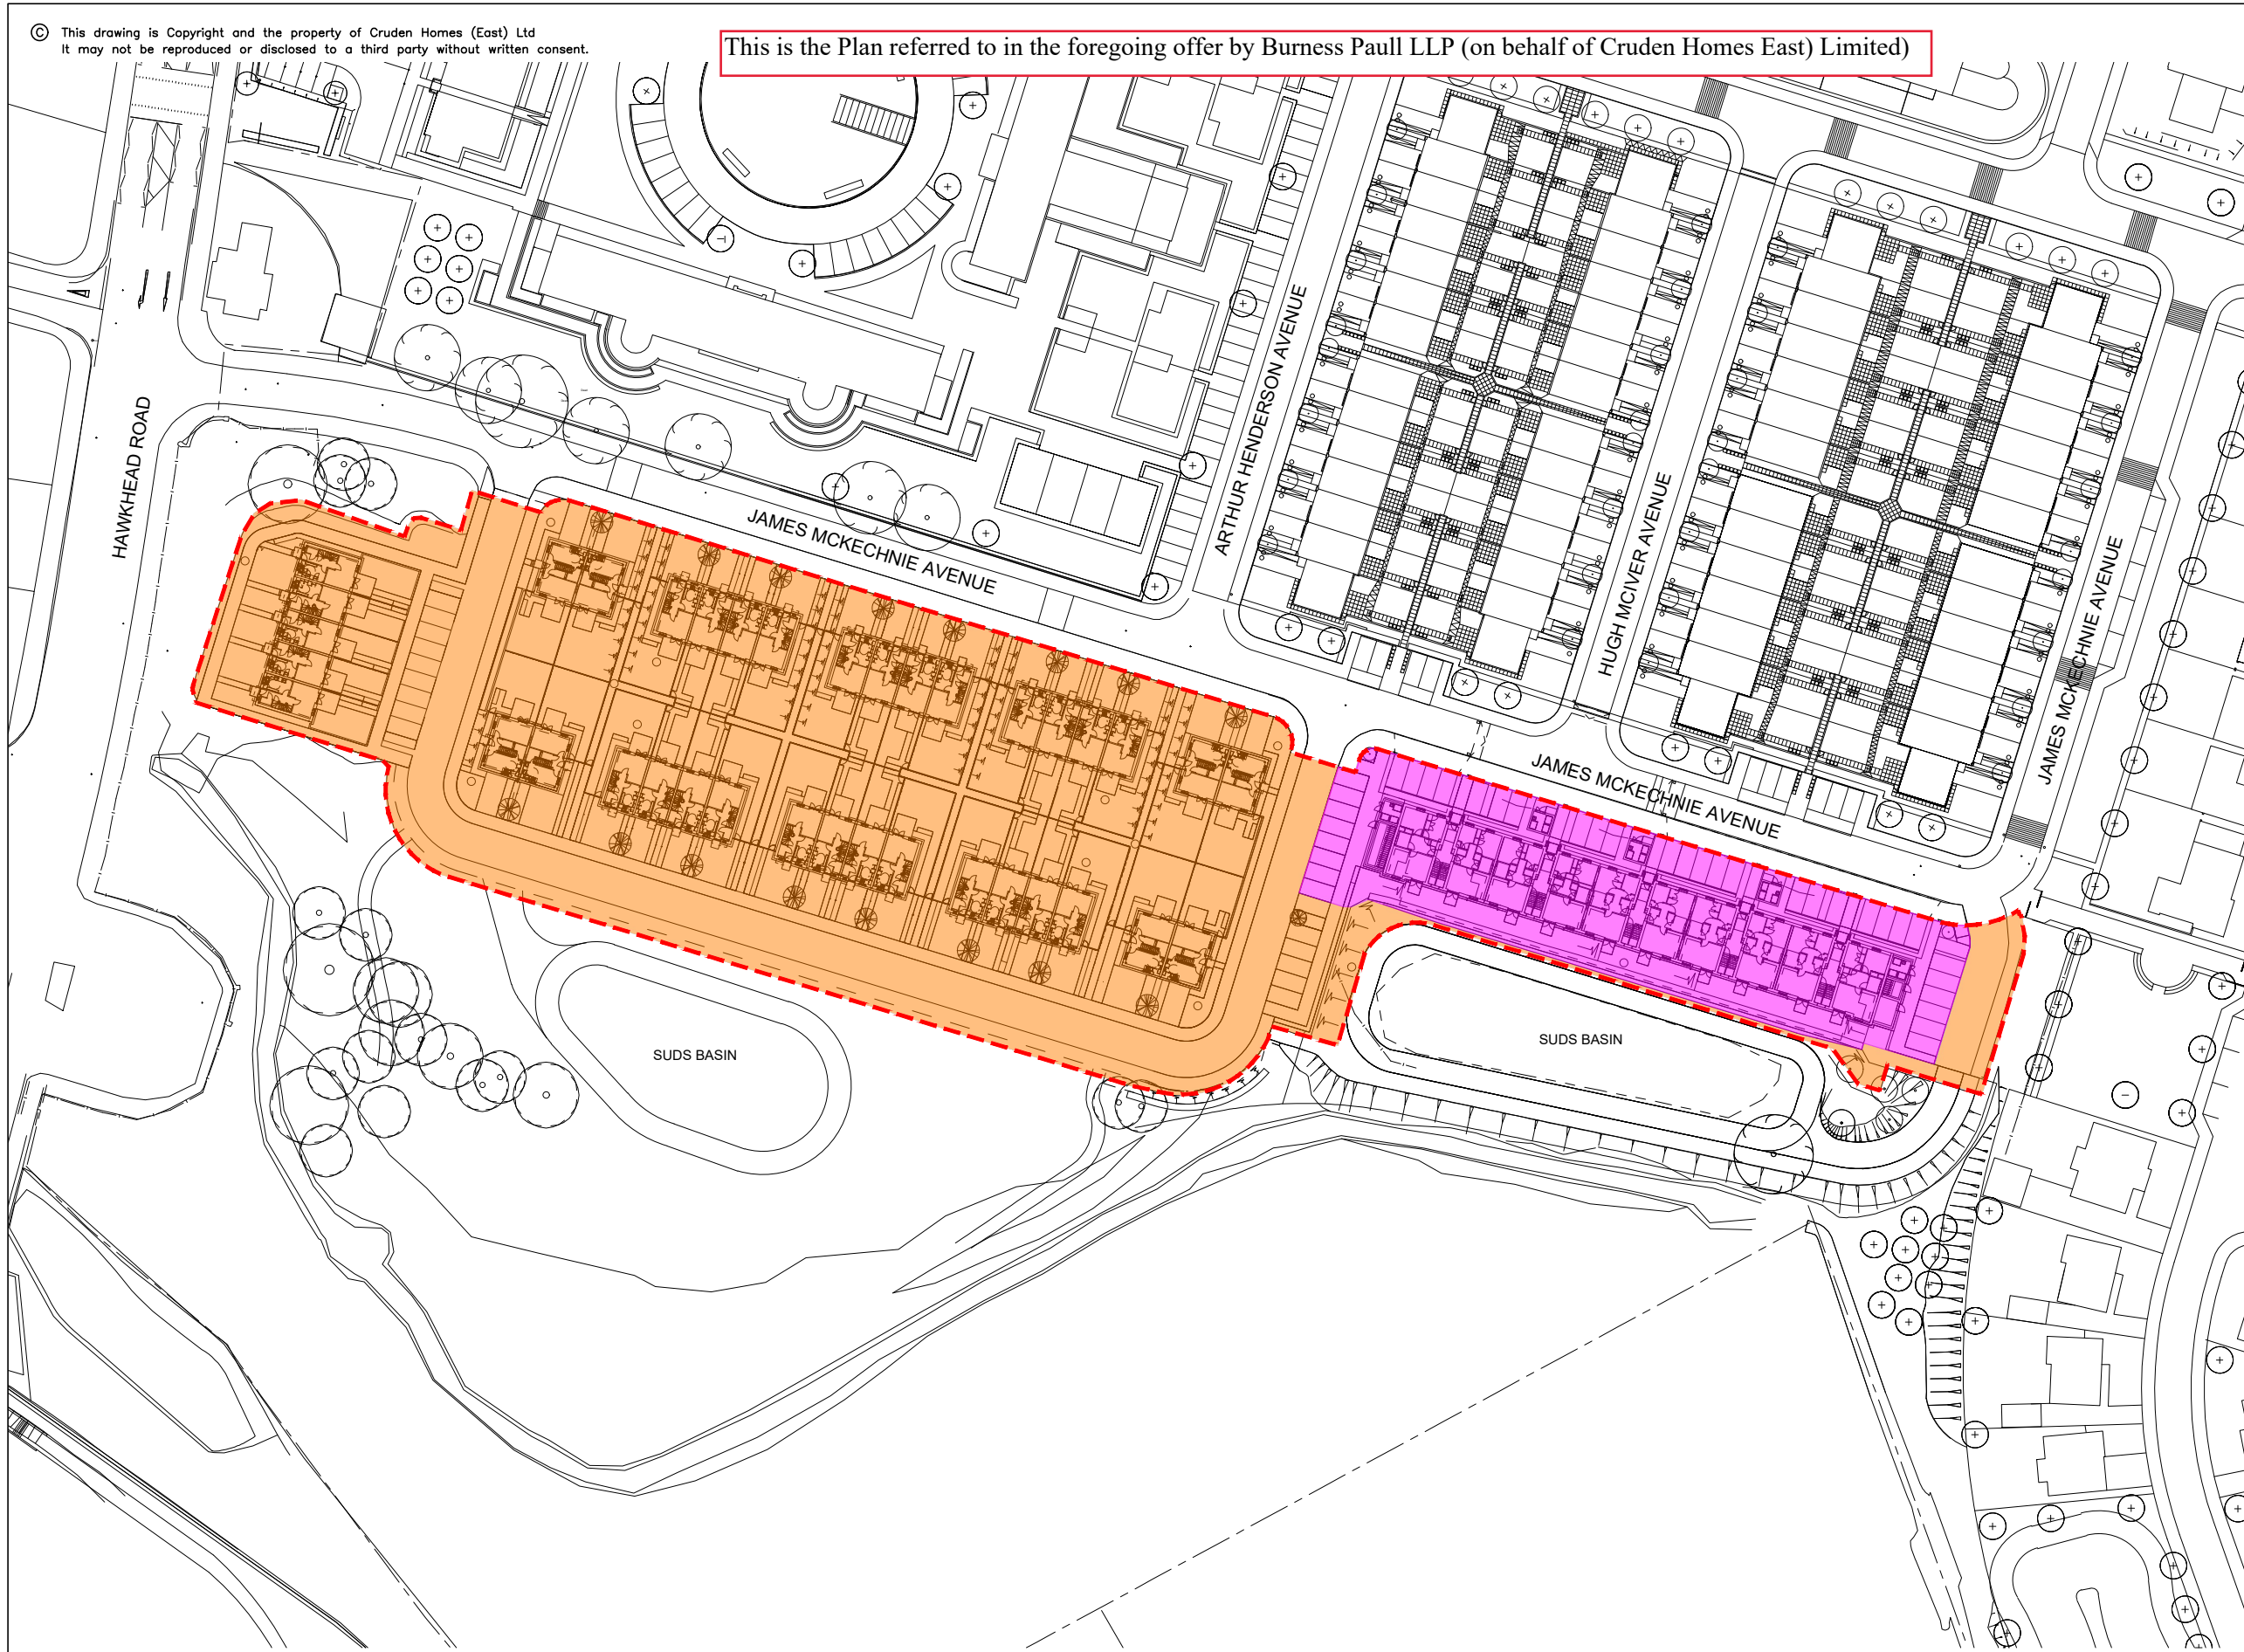 © This drawing is Copyright and the property of Cruden Homes (East) Ltd
It may not be reproduced or disclosed to a third party without written consent.
This is the Plan referred to in the foregoing offer by Burness Paull LLP (on behalf of Cruden Homes East) Limited)
HAWKHEAD ROAD
JAMES MCKECHNIE AVENUE
ARTHUR HENDERSON AVENUE
HUGH MCIVER AVENUE
JAMES MCKECHNIE AVENUE
JAMES MCKECHNIE AVENUE
SUDS BASIN
SUDS BASIN